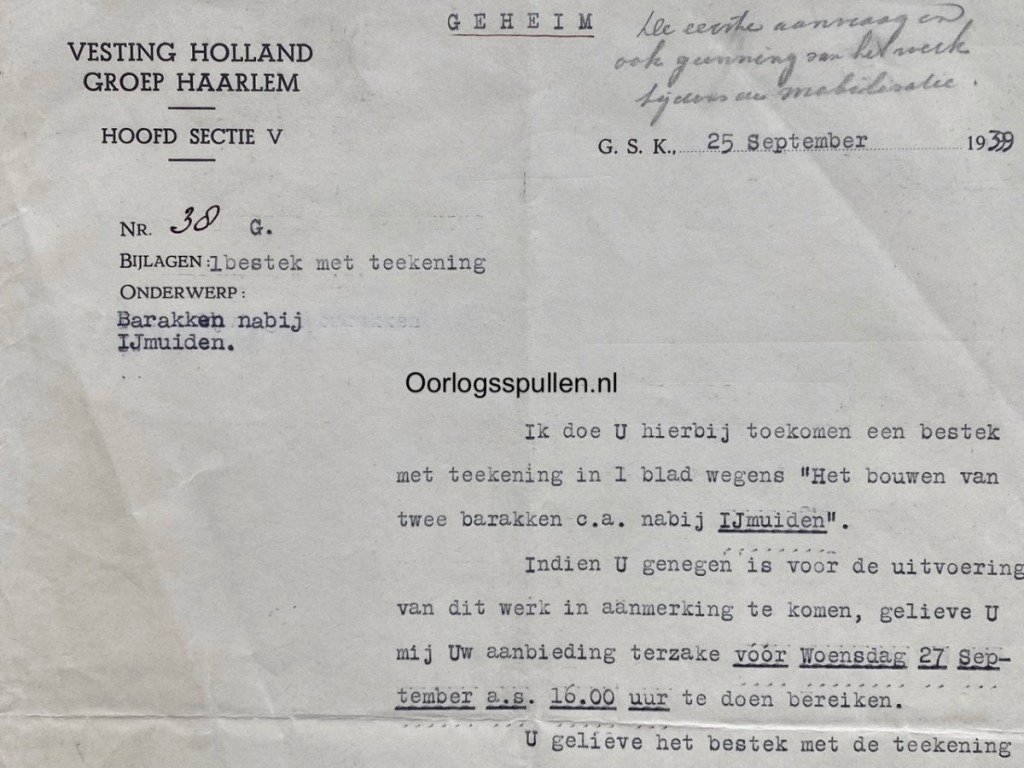 GEHEIM
De eerste aanvraag en
ook gunning van het werk
tijdens de mobilisatie.
VESTING HOLLAND
GROEP HAARLEM
HOOFD SECTIE V
G. S. K., 25 September 1939
NR. 38 G.
BIJLAGEN: 1bestek met teekening
ONDERWERP:
Barakken nabij
IJmuiden.
Oorlogsspullen.nl
Ik doe U hierbij toekomen een bestek
met teekening in 1 blad wegens "Het bouwen van
twee barakken c.a. nabij IJmuiden".
Indien U genegen is voor de uitvoering
van dit werk in aanmerking te komen, gelieve U
mij Uw aanbieding terzake vóór Woensdag 27 Sep-
tember a.s. 16.00 uur te doen bereiken.
U gelieve het bestek met de teekening